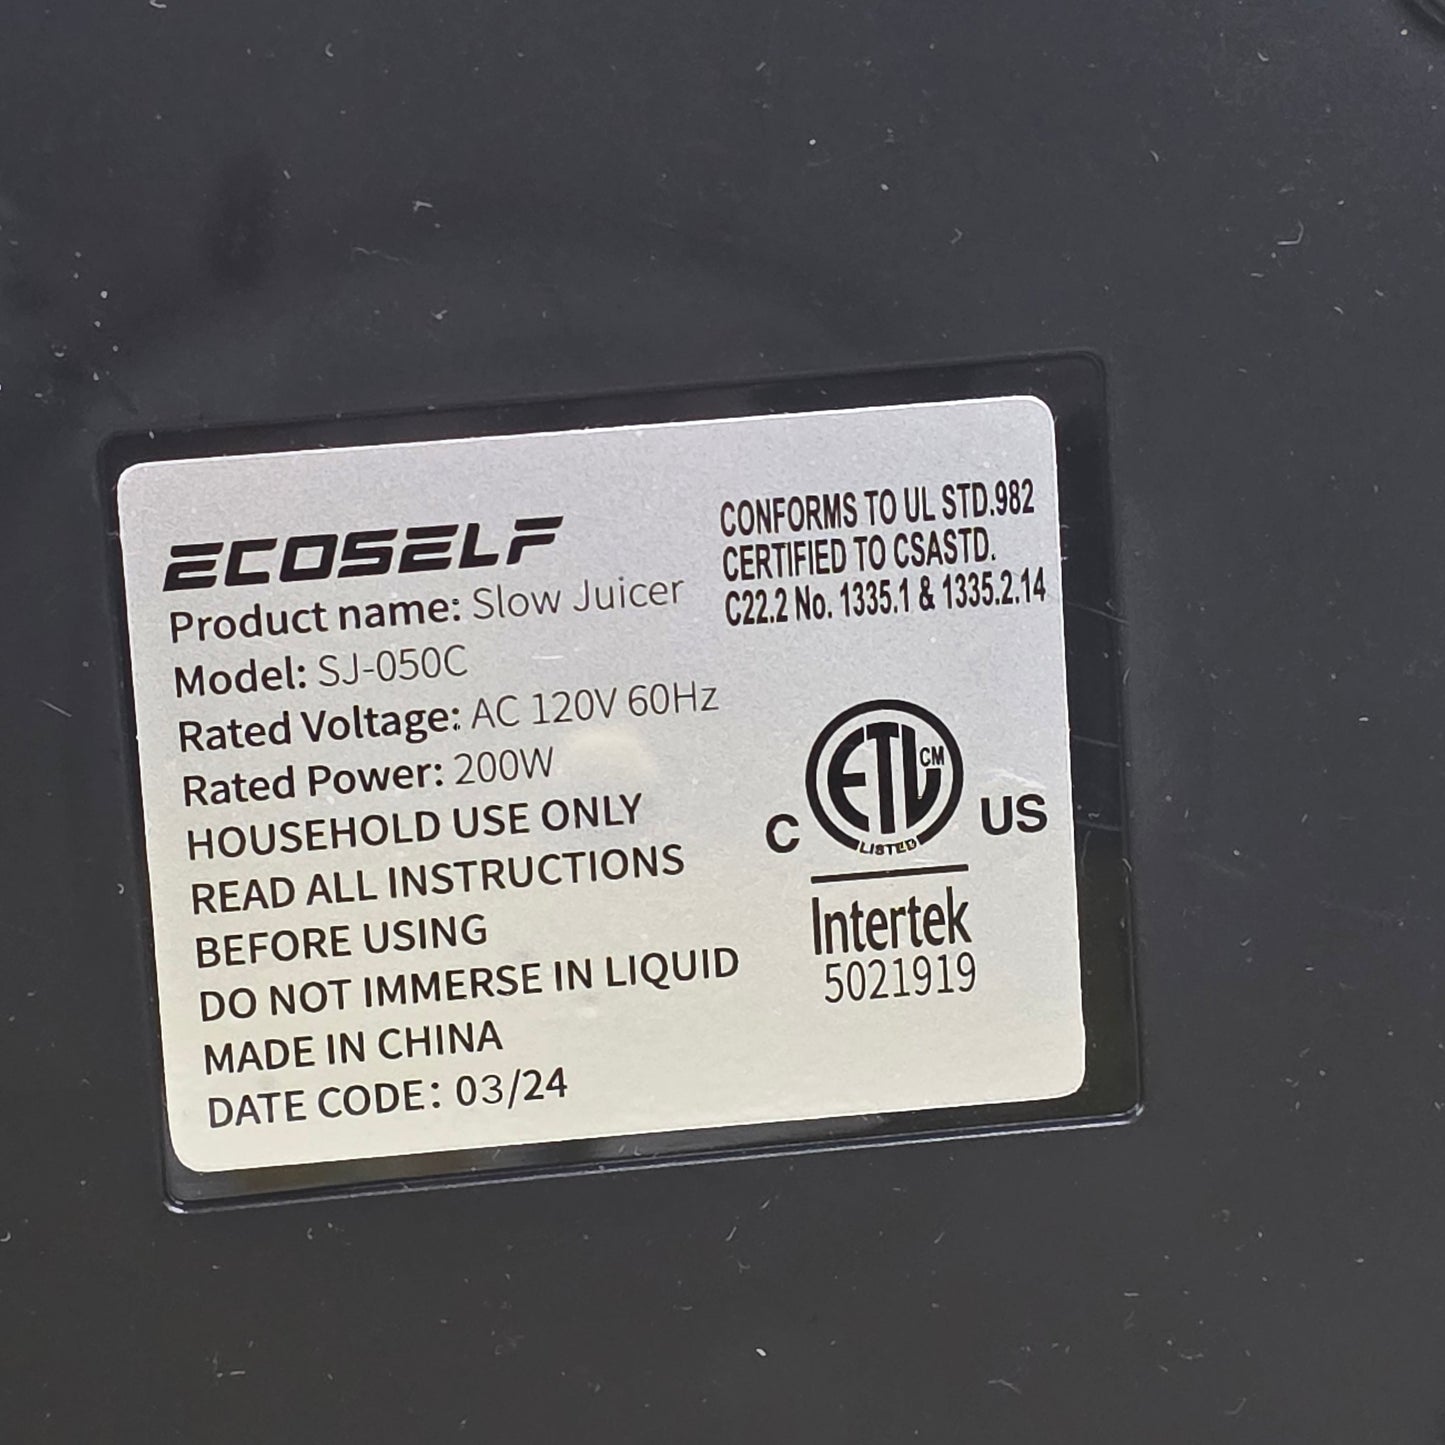 ECOSELF
Product name: Slow Juicer
Model: SJ-050C
Rated Voltage: AC 120V 60Hz
Rated Power: 200W
HOUSEHOLD USE ONLY
READ ALL INSTRUCTIONS
BEFORE USING
DO NOT IMMERSE IN LIQUID
MADE IN CHINA
DATE CODE: 03/24
CONFORMS TO UL STD.982
CERTIFIED TO CSASTD.
C22.2 No. 1335.1 & 1335.2.14
ETL CM
LISTED
C US
Intertek
5021919